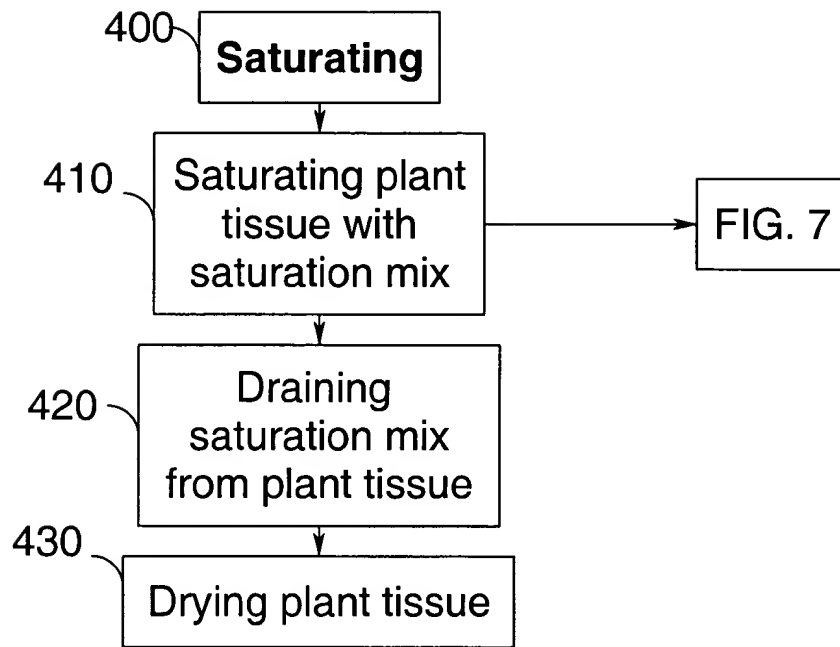 400
Saturating
410
Saturating plant
tissue with
saturation mix
FIG. 7
420
Draining
saturation mix
from plant tissue
430
Drying plant tissue